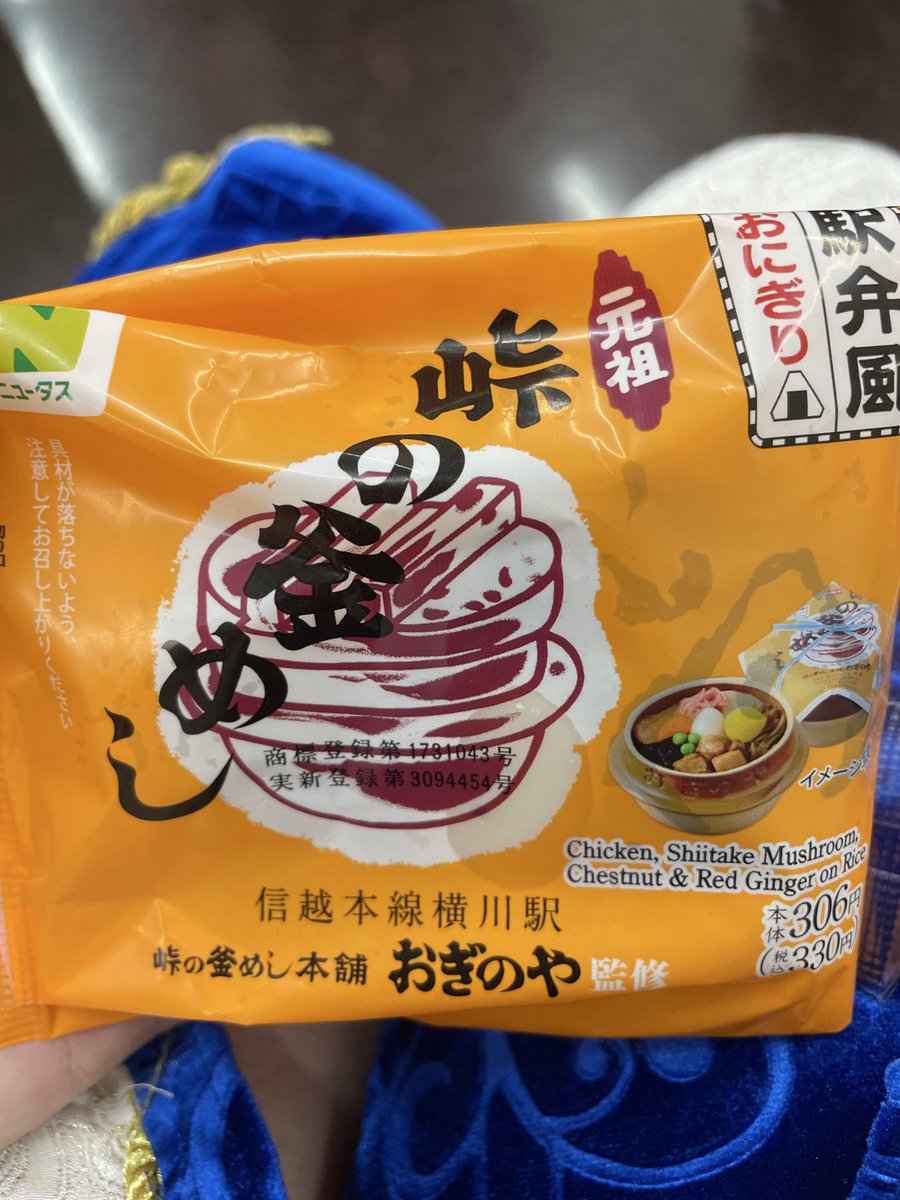 駅弁風
おにぎり
元祖
峠の釜めし
ニュータス
具材が落ちないよう、
注意してお召し上がりください
商標登録第1731043号
実新登録第3094454号
イメージ
Chicken, Shiitake Mushroom,
Chestnut & Red Ginger on Rice
本体306円
(税込330円)
信越本線横川駅
峠の釜めし本舗 おぎのや 監修